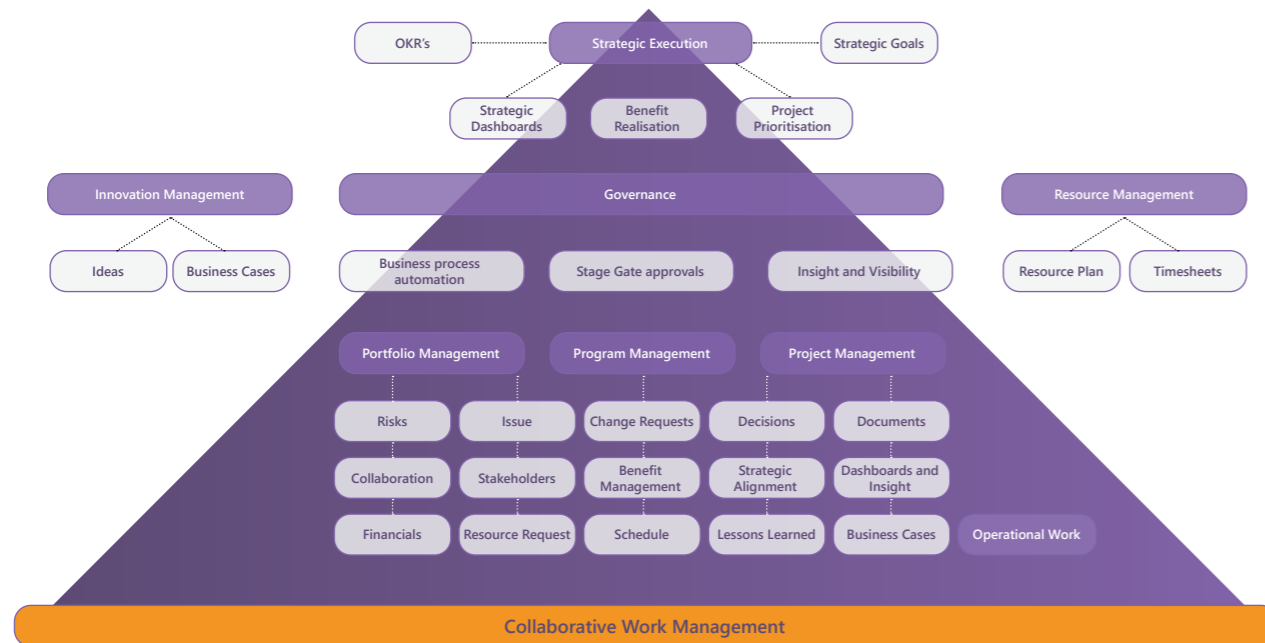 OKR's
Strategic Execution
Strategic Goals
Strategic
Dashboards
Benefit
Realisation
Project
Prioritisation
Innovation Management
Governance
Resource Management
Ideas
Business Cases
Business process
automation
Stage Gate approvals
Insight and Visibility
Resource Plan
Timesheets
Portfolio Management
Program Management
Project Management
Risks
Issue
Change Requests
Decisions
Documents
Collaboration
Stakeholders
Benefit
Management
Strategic
Alignment
Dashboards and
Insight
Financials
Resource Request
Schedule
Lessons Learned
Business Cases
Operational Work
Collaborative Work Management